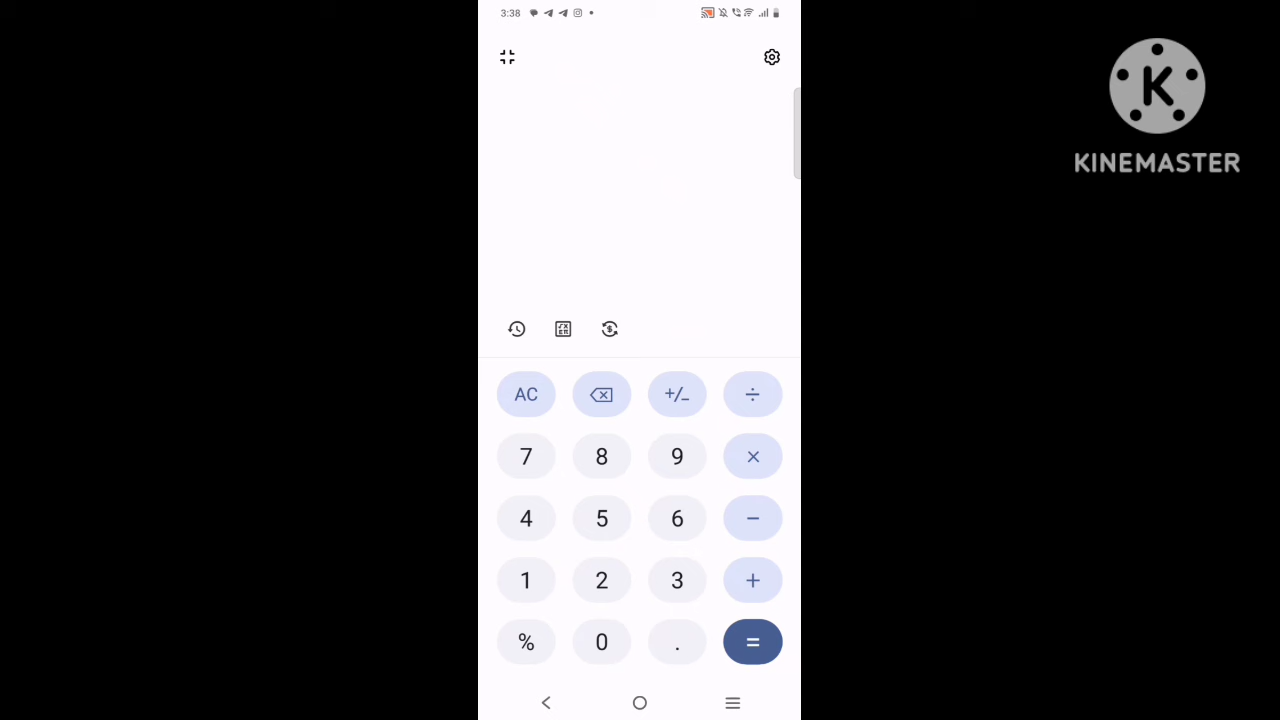 3:38
K
KINEMASTER
AC +/- ÷
7 8 9 ×
4 5 6 −
1 2 3 +
% 0 . =